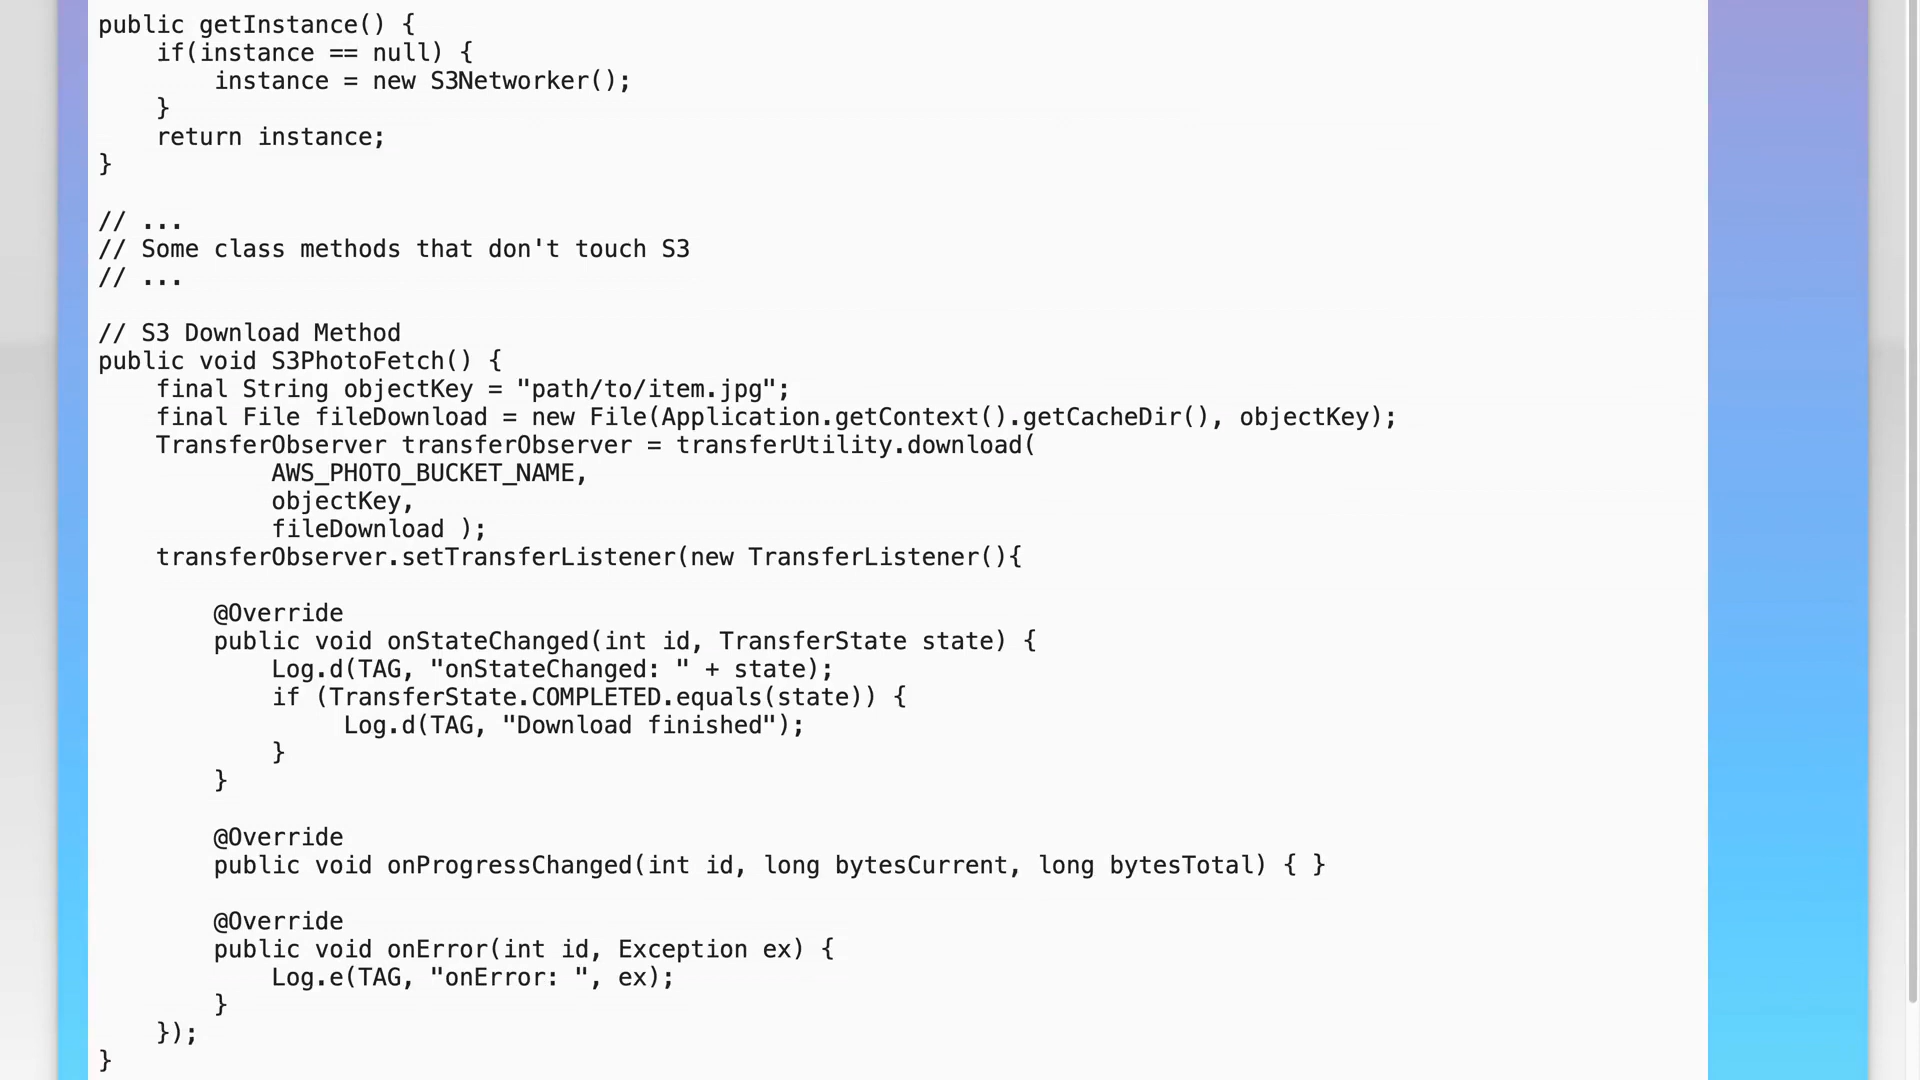 public getInstance() {
    if(instance == null) {
        instance = new S3Networker();
    }
    return instance;
}

// ...
// Some class methods that don't touch S3
// ...

// S3 Download Method
public void S3PhotoFetch() {
    final String objectKey = "path/to/item.jpg";
    final File fileDownload = new File(Application.getContext().getCacheDir(), objectKey);
    TransferObserver transferObserver = transferUtility.download(
            AWS_PHOTO_BUCKET_NAME,
            objectKey,
            fileDownload );
    transferObserver.setTransferListener(new TransferListener(){

        @Override
        public void onStateChanged(int id, TransferState state) {
            Log.d(TAG, "onStateChanged: " + state);
            if (TransferState.COMPLETED.equals(state)) {
                 Log.d(TAG, "Download finished");
            }
        }

        @Override
        public void onProgressChanged(int id, long bytesCurrent, long bytesTotal) { }

        @Override
        public void onError(int id, Exception ex) {
            Log.e(TAG, "onError: ", ex);
        }
    });
}